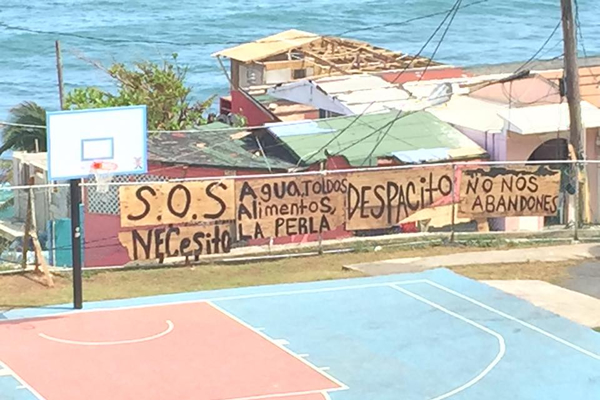 S.O.S
NECesito
Agua,TOLDOS
Alimentos,
LA PERLA
DESPACITO
NO NOS
ABANDONES